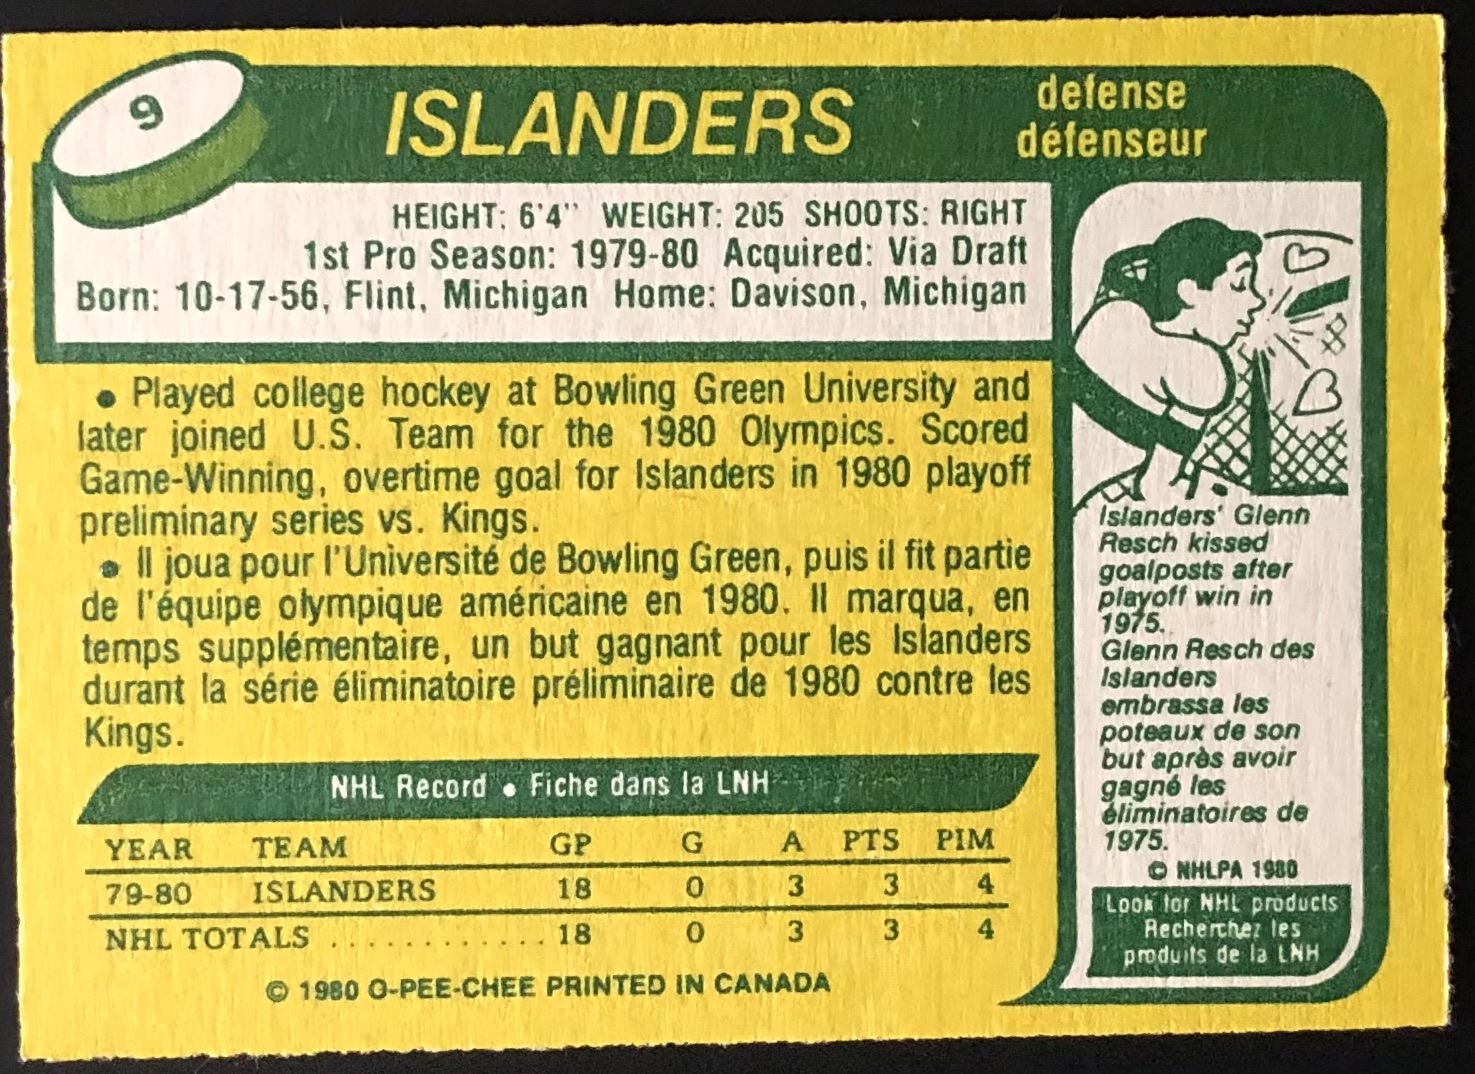 9
ISLANDERS
defense
défenseur
HEIGHT: 6'4" WEIGHT: 205 SHOOTS: RIGHT
1st Pro Season: 1979-80 Acquired: Via Draft
Born: 10-17-56, Flint, Michigan Home: Davison, Michigan
• Played college hockey at Bowling Green University and
later joined U.S. Team for the 1980 Olympics. Scored
Game-Winning, overtime goal for Islanders in 1980 playoff
preliminary series vs. Kings.
• Il joua pour l'Université de Bowling Green, puis il fit partie
de l'équipe olympique américaine en 1980. Il marqua, en
temps supplémentaire, un but gagnant pour les Islanders
durant la série éliminatoire préliminaire de 1980 contre les
Kings.
NHL Record • Fiche dans la LNH
YEAR TEAM GP G A PTS PIM
79-80 ISLANDERS 18 0 3 3 4
NHL TOTALS . . . . . . . . . . . . . 18 0 3 3 4
© 1980 O-PEE-CHEE PRINTED IN CANADA
Islanders' Glenn
Resch kissed
goalposts after
playoff win in
1975.
Glenn Resch des
Islanders
embrassa les
poteaux de son
but après avoir
gagné les
éliminatoires de
1975.
© NHLPA 1980
Look for NHL products
Recherchez les
produits de la LNH